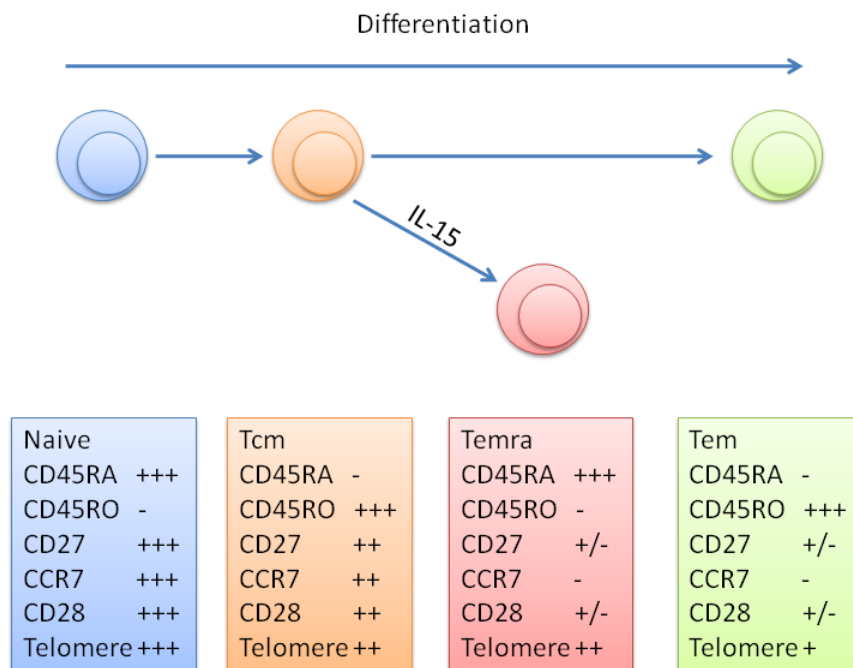 Differentiation
IL-15
Naive
CD45RA +++
CD45RO -
CD27 +++
CCR7 +++
CD28 +++
Telomere +++
Tcm
CD45RA -
CD45RO +++
CD27 ++
CCR7 ++
CD28 ++
Telomere ++
Temra
CD45RA +++
CD45RO -
CD27 +/-
CCR7 -
CD28 +/-
Telomere ++
Tem
CD45RA -
CD45RO +++
CD27 +/-
CCR7 -
CD28 +/-
Telomere +